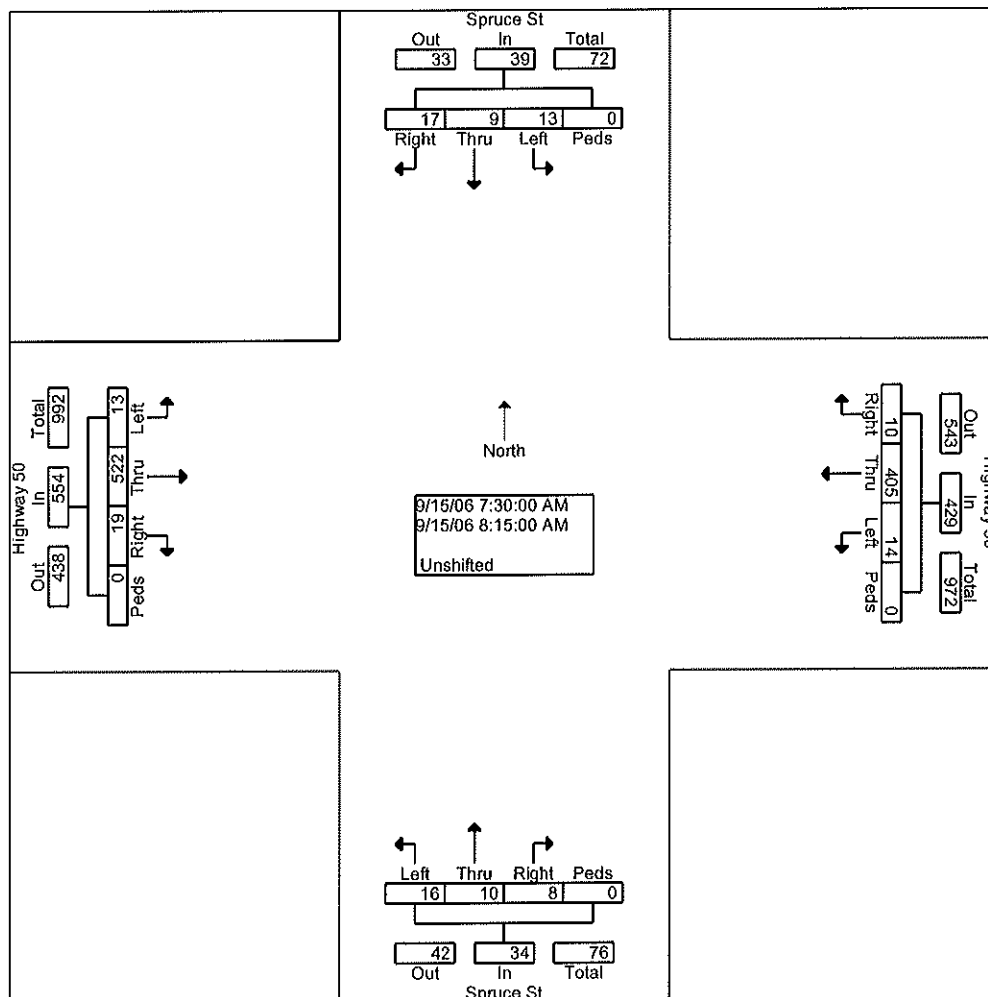 Spruce St
Out In Total
33 39 72
17 9 13 0
Right Thru Left Peds
Highway 50
Total In Out
992 554 438
13 522 19 0
Left Thru Right Peds
North
9/15/06 7:30:00 AM
9/15/06 8:15:00 AM
Unshifted
Right Thru Left Peds
10 405 14 0
543 429 972
Out In Total
Highway 50
Left Thru Right Peds
16 10 8 0
42 34 76
Out In Total
Spruce St